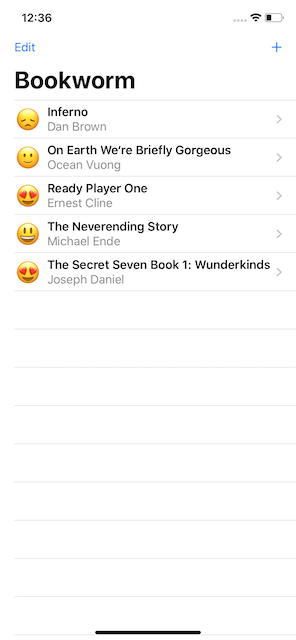 12:36
Edit
+
Bookworm
Inferno
Dan Brown
On Earth We‘re Briefly Gorgeous
Ocean Vuong
Ready Player One
Ernest Cline
The Neverending Story
Michael Ende
The Secret Seven Book 1: Wunderkinds
Joseph Daniel